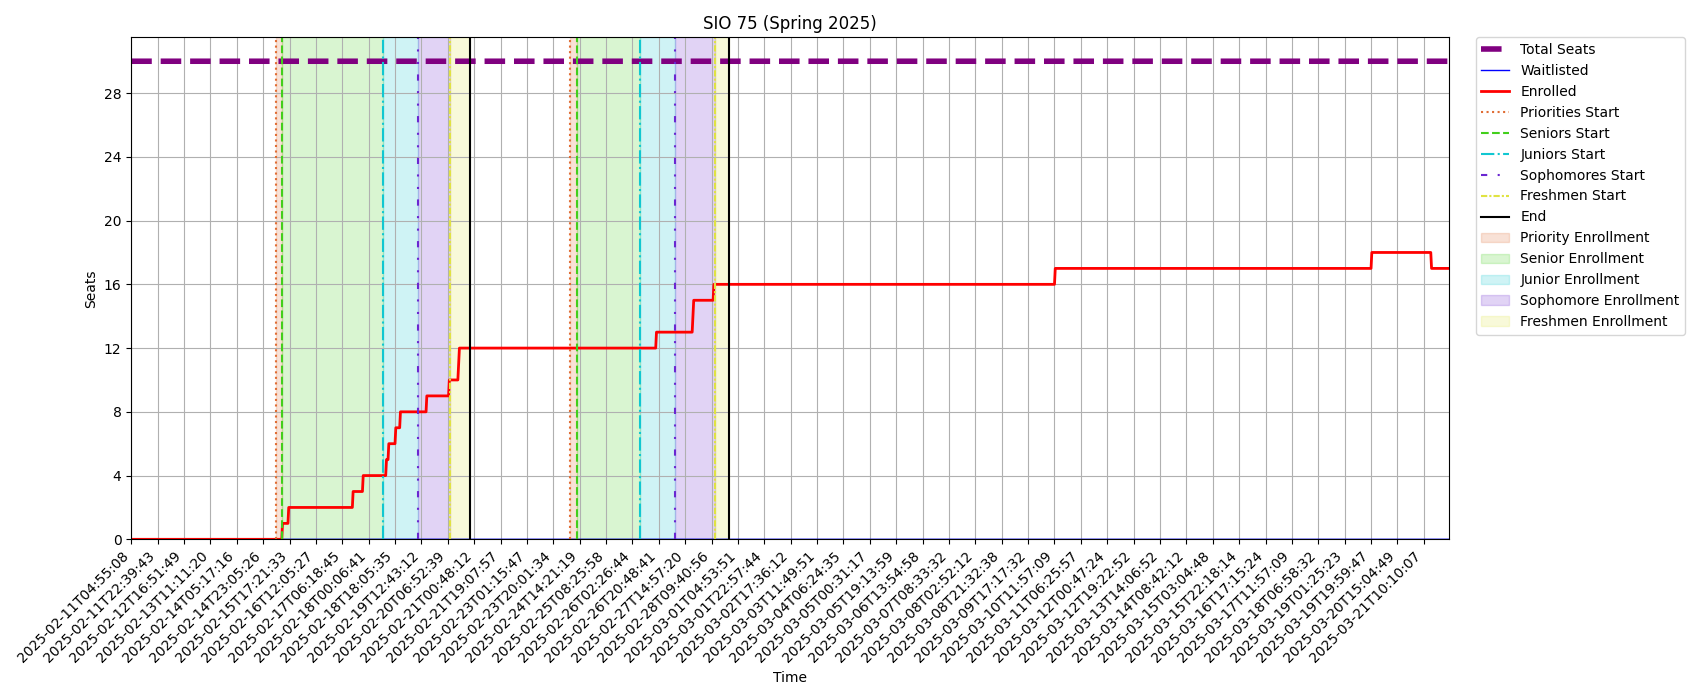 SIO 75 (Spring 2025)
Total Seats
Waitlisted
Enrolled
Priorities Start
Seniors Start
Juniors Start
Sophomores Start
Freshmen Start
End
Priority Enrollment
Senior Enrollment
Junior Enrollment
Sophomore Enrollment
Freshmen Enrollment
Seats
28
24
20
16
12
8
4
0
2025-02-11T04:55:08
2025-02-11T22:39:43
2025-02-12T16:51:49
2025-02-13T11:11:20
2025-02-14T05:17:16
2025-02-14T23:05:26
2025-02-15T17:21:33
2025-02-16T12:05:27
2025-02-17T06:18:45
2025-02-18T00:06:41
2025-02-18T18:05:35
2025-02-19T12:43:12
2025-02-20T06:52:39
2025-02-21T00:48:12
2025-02-21T19:07:57
2025-02-23T01:15:47
2025-02-23T20:01:34
2025-02-24T14:21:19
2025-02-25T08:25:58
2025-02-26T02:26:44
2025-02-26T20:48:41
2025-02-27T14:57:20
2025-02-28T09:40:56
2025-03-01T04:53:51
2025-03-01T22:57:44
2025-03-02T17:36:12
2025-03-03T11:49:51
2025-03-04T06:24:35
2025-03-05T00:31:17
2025-03-05T19:13:59
2025-03-06T13:54:58
2025-03-07T08:33:32
2025-03-08T02:52:12
2025-03-08T21:32:38
2025-03-09T17:17:32
2025-03-10T11:57:09
2025-03-11T06:25:57
2025-03-12T00:47:24
2025-03-12T19:22:52
2025-03-13T14:06:52
2025-03-14T08:42:12
2025-03-15T03:04:48
2025-03-15T22:18:14
2025-03-16T17:15:24
2025-03-17T11:57:09
2025-03-18T06:58:32
2025-03-19T01:25:23
2025-03-19T19:59:47
2025-03-20T15:04:49
2025-03-21T10:10:07
Time